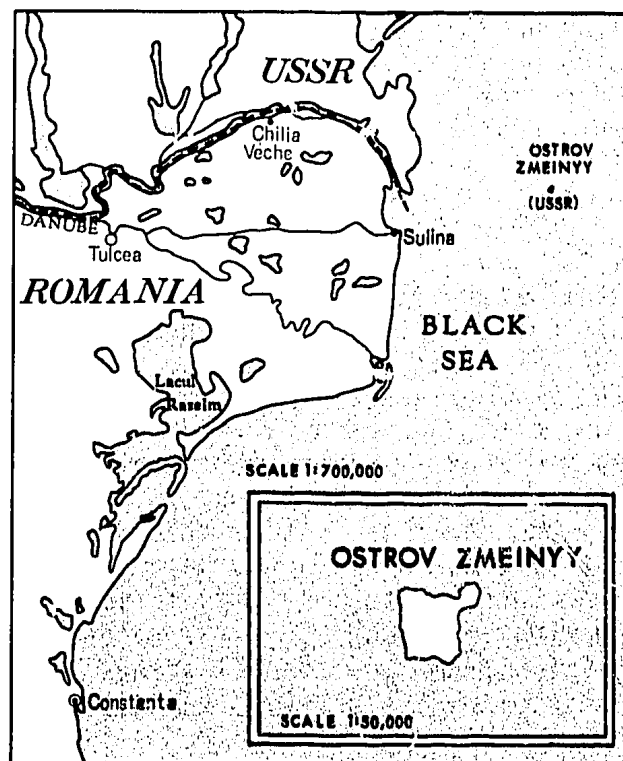 USSR
Chilia
Veche
OSTROV
ZMEINYY
(USSR)
DANUBE
Tulcea
Sulina
ROMANIA
BLACK
SEA
Lacul
Razelm
SCALE 1:700,000
OSTROV ZMEINYY
Constanta
SCALE 1:50,000